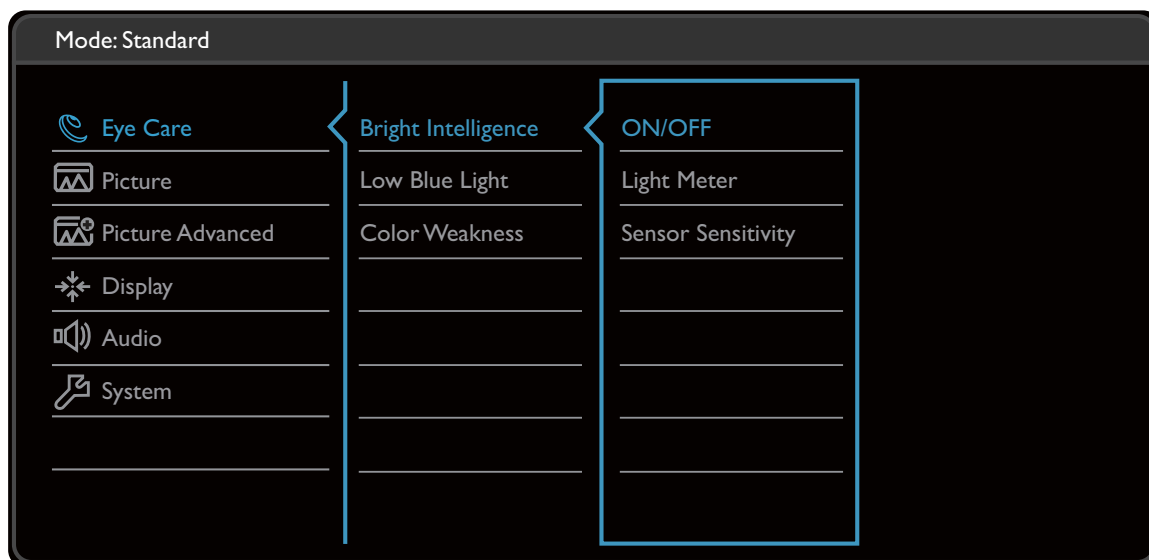 Mode: Standard
Eye Care
Bright Intelligence
ON/OFF
Picture
Low Blue Light
Light Meter
Picture Advanced
Color Weakness
Sensor Sensitivity
Display
Audio
System